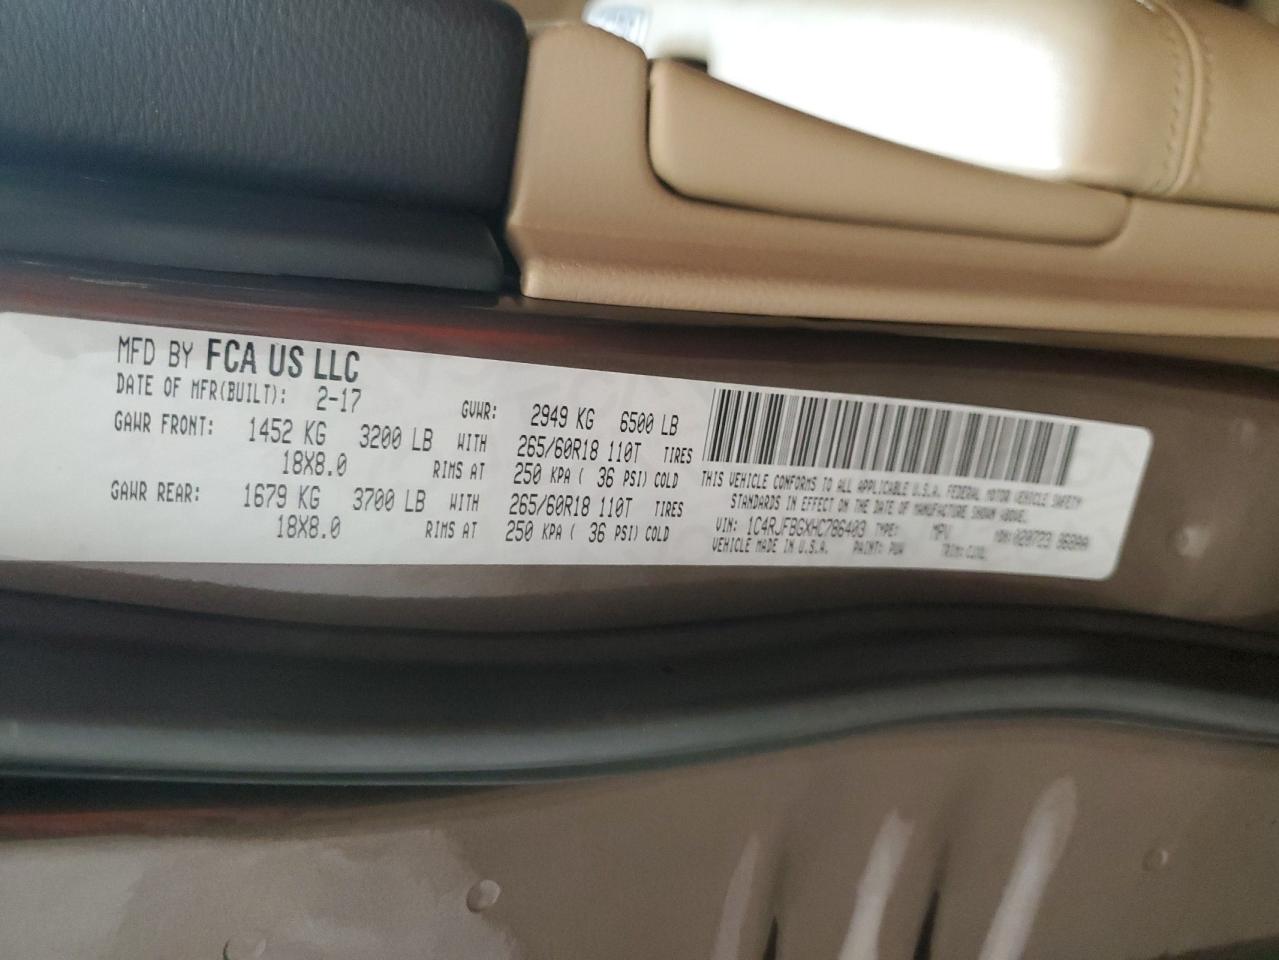 MFD BY FCA US LLC
DATE OF MFR(BUILT): 2-17 GVWR: 2949 KG 6500 LB
GAWR FRONT: 1452 KG 3200 LB WITH 265/60R18 110T TIRES
18X8.0 RIMS AT 250 KPA ( 36 PSI) COLD
GAWR REAR: 1679 KG 3700 LB WITH 265/60R18 110T TIRES
18X8.0 RIMS AT 250 KPA ( 36 PSI) COLD
THIS VEHICLE CONFORMS TO ALL APPLICABLE U.S.A. FEDERAL MOTOR VEHICLE SAFETY
STANDARDS IN EFFECT ON THE DATE OF MANUFACTURE SHOWN ABOVE.
VIN: 1C4RJFBGXHC786403 TYPE: MPV
VEHICLE MADE IN U.S.A. PAINT: PUW TRIM: